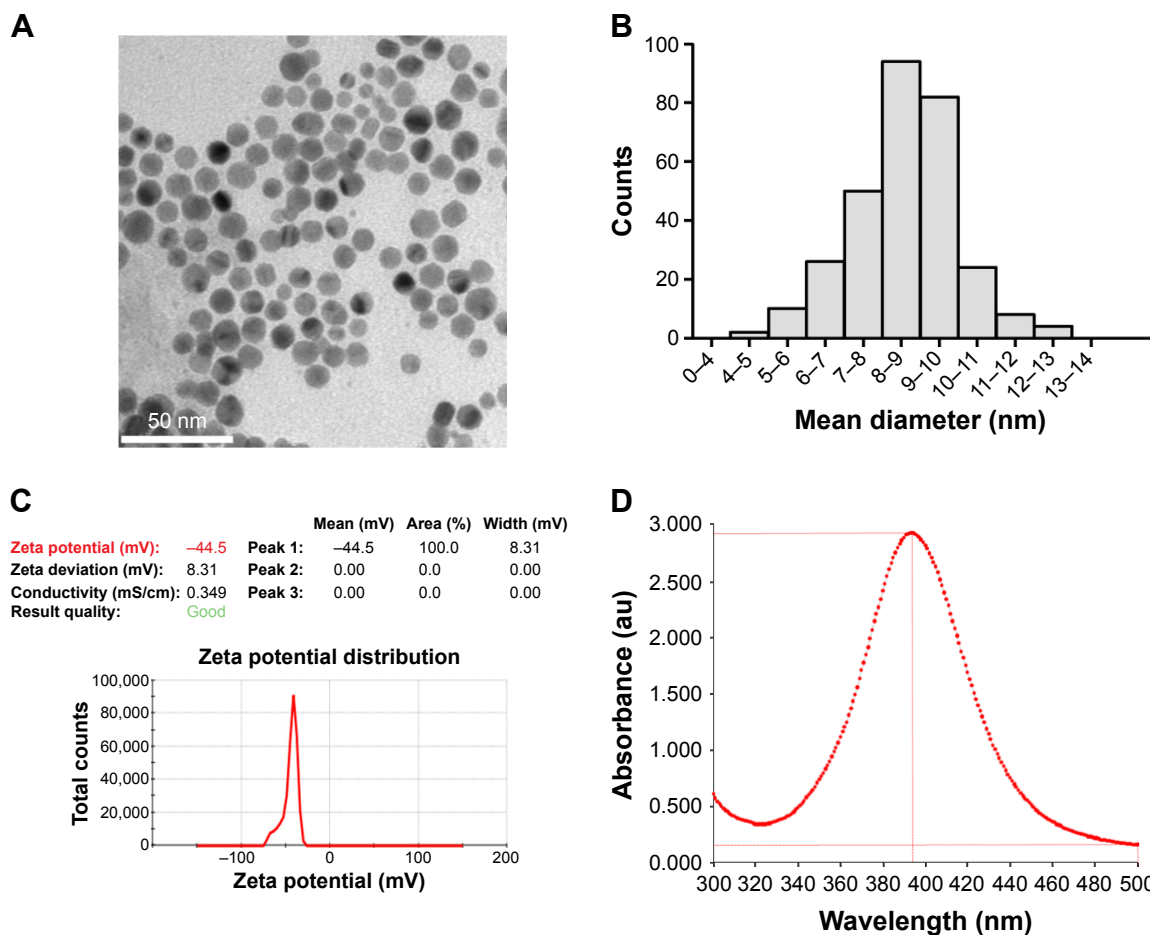 A
50 nm
B
100
80
60
40
20
0
Counts
0–4
4–5
5–6
6–7
7–8
8–9
9–10
10–11
11–12
12–13
13–14
Mean diameter (nm)
C
Mean (mV) Area (%) Width (mV)
Zeta potential (mV): –44.5 Peak 1: –44.5 100.0 8.31
Zeta deviation (mV): 8.31 Peak 2: 0.00 0.0 0.00
Conductivity (mS/cm): 0.349 Peak 3: 0.00 0.0 0.00
Result quality: Good
Zeta potential distribution
100,000
80,000
60,000
40,000
20,000
0
Total counts
–100 0 100 200
Zeta potential (mV)
D
3.000
2.500
2.000
1.500
1.000
0.500
0.000
Absorbance (au)
300 320 340 360 380 400 420 440 460 480 500
Wavelength (nm)